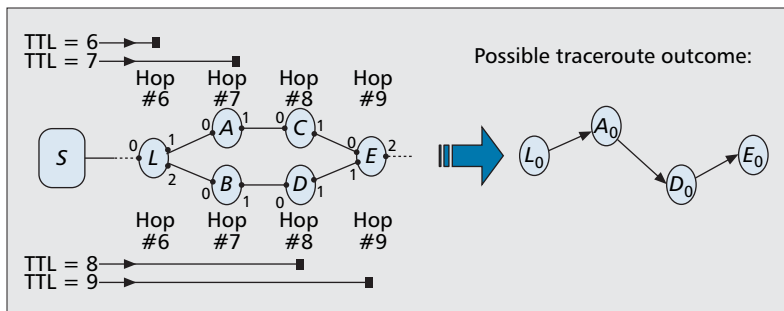 TTL = 6
TTL = 7
Possible traceroute outcome:
Hop Hop Hop Hop
#6 #7 #8 #9
0 A 1 0 C 1
S 0 L 1 2 0 E 2 1
0 B 1 0 D 1
Hop Hop Hop Hop
#6 #7 #8 #9
TTL = 8
TTL = 9
L0 A0 D0 E0